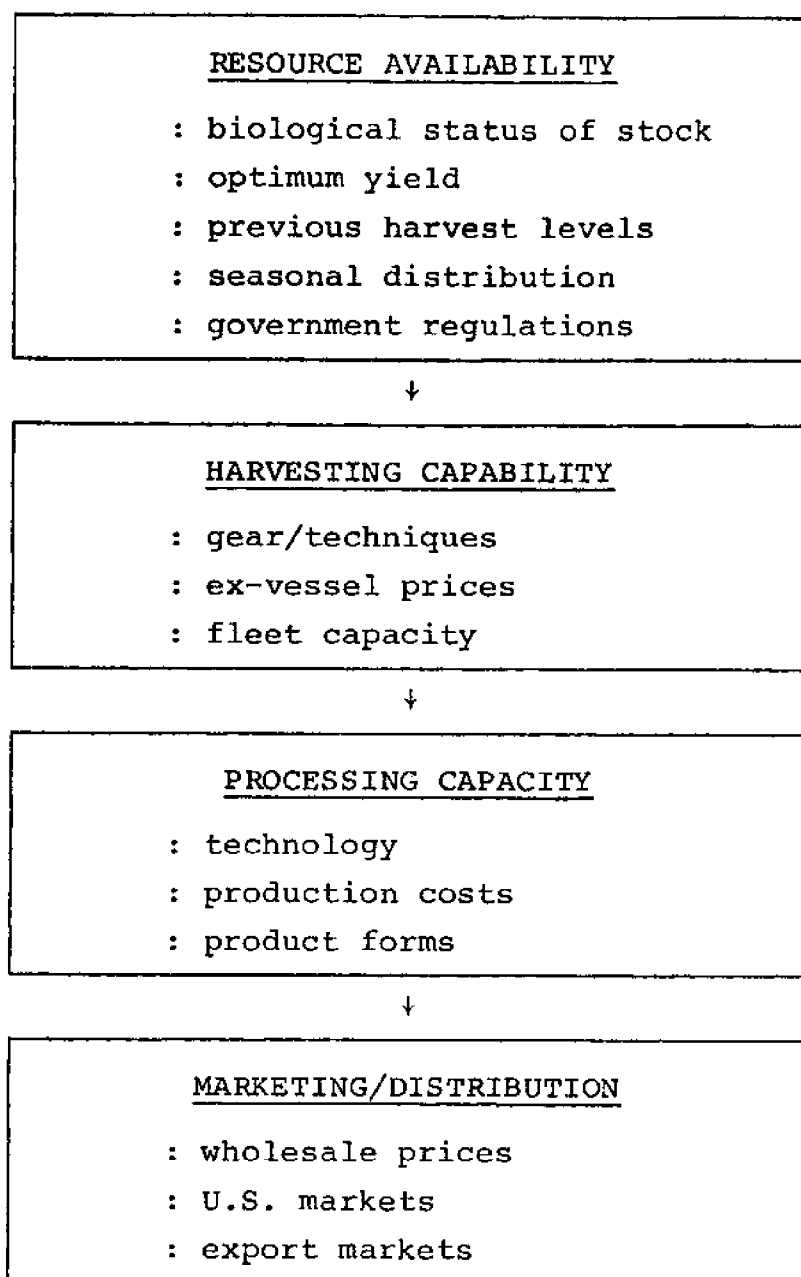 RESOURCE AVAILABILITY
: biological status of stock
: optimum yield
: previous harvest levels
: seasonal distribution
: government regulations
↓
HARVESTING CAPABILITY
: gear/techniques
: ex-vessel prices
: fleet capacity
↓
PROCESSING CAPACITY
: technology
: production costs
: product forms
↓
MARKETING/DISTRIBUTION
: wholesale prices
: U.S. markets
: export markets